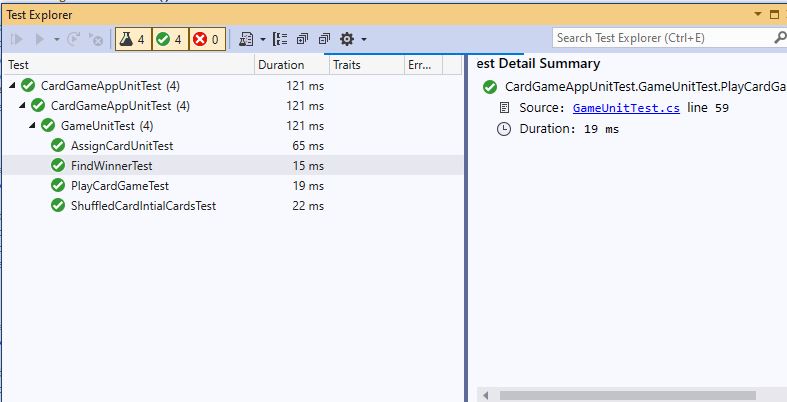 Test Explorer
4 4 0
Search Test Explorer (Ctrl+E)
Test Duration Traits Err...
CardGameAppUnitTest (4) 121 ms
CardGameAppUnitTest (4) 121 ms
GameUnitTest (4) 121 ms
AssignCardUnitTest 65 ms
FindWinnerTest 15 ms
PlayCardGameTest 19 ms
ShuffledCardIntialCardsTest 22 ms
est Detail Summary
CardGameAppUnitTest.GameUnitTest.PlayCardGa
Source: GameUnitTest.cs line 59
Duration: 19 ms